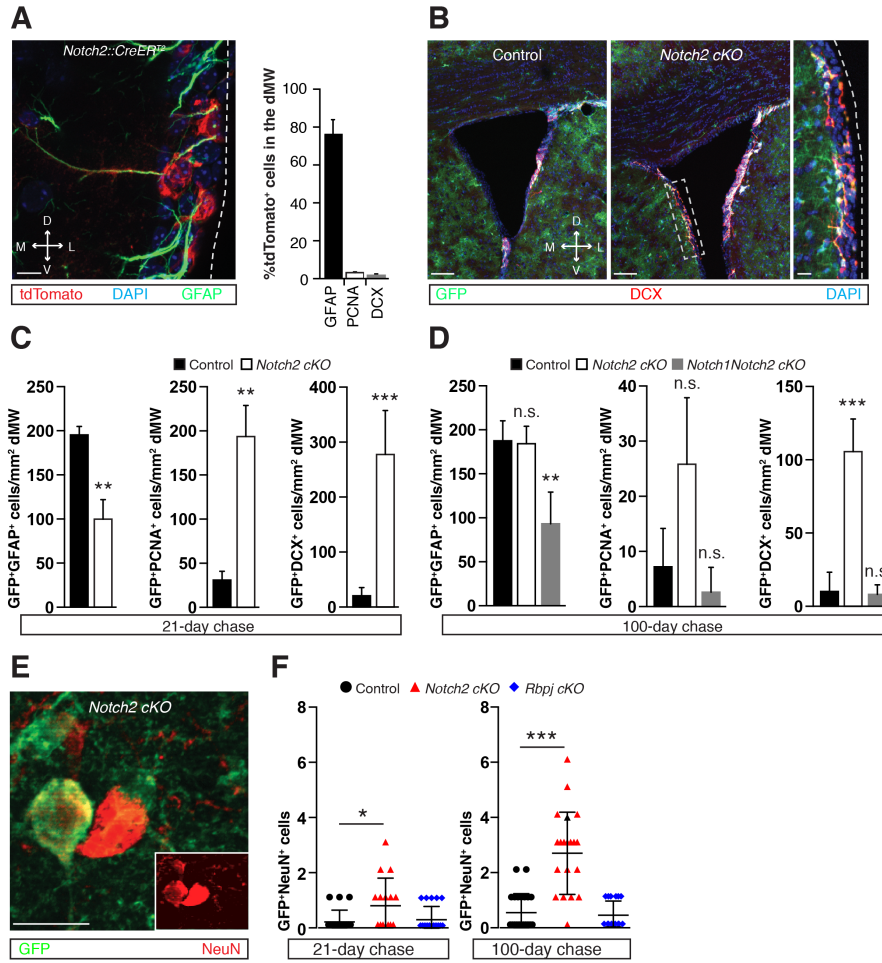 A
B
Notch2::CreERT2
Control
Notch2 cKO
D
M
L
V
D
M
L
V
tdTomato DAPI GFAP
%tdTomato+ cells in the dMW
100
80
60
40
20
0
GFAP
PCNA
DCX
GFP DCX DAPI
C
Control Notch2 cKO
GFP+GFAP+ cells/mm² dMW
250
200
150
100
50
0
**
GFP+PCNA+ cells/mm² dMW
250
200
150
100
50
0
**
GFP+DCX+ cells/mm² dMW
400
300
200
100
0
***
21-day chase
D
Control Notch2 cKO Notch1Notch2 cKO
GFP+GFAP+ cells/mm² dMW
250
200
150
100
50
0
n.s.
**
GFP+PCNA+ cells/mm² dMW
40
30
20
10
0
n.s.
n.s.
GFP+DCX+ cells/mm² dMW
150
100
50
0
***
n.s
100-day chase
E
Notch2 cKO
GFP NeuN
F
Control Notch2 cKO Rbpj cKO
GFP+NeuN+ cells
8
6
4
2
0
*
21-day chase
GFP+NeuN+ cells
8
6
4
2
0
***
100-day chase